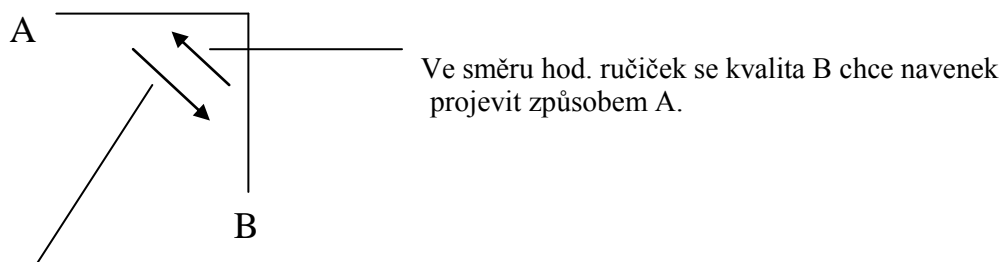 A
Ve směru hod. ručiček se kvalita B chce navenek
projevit způsobem A.
B